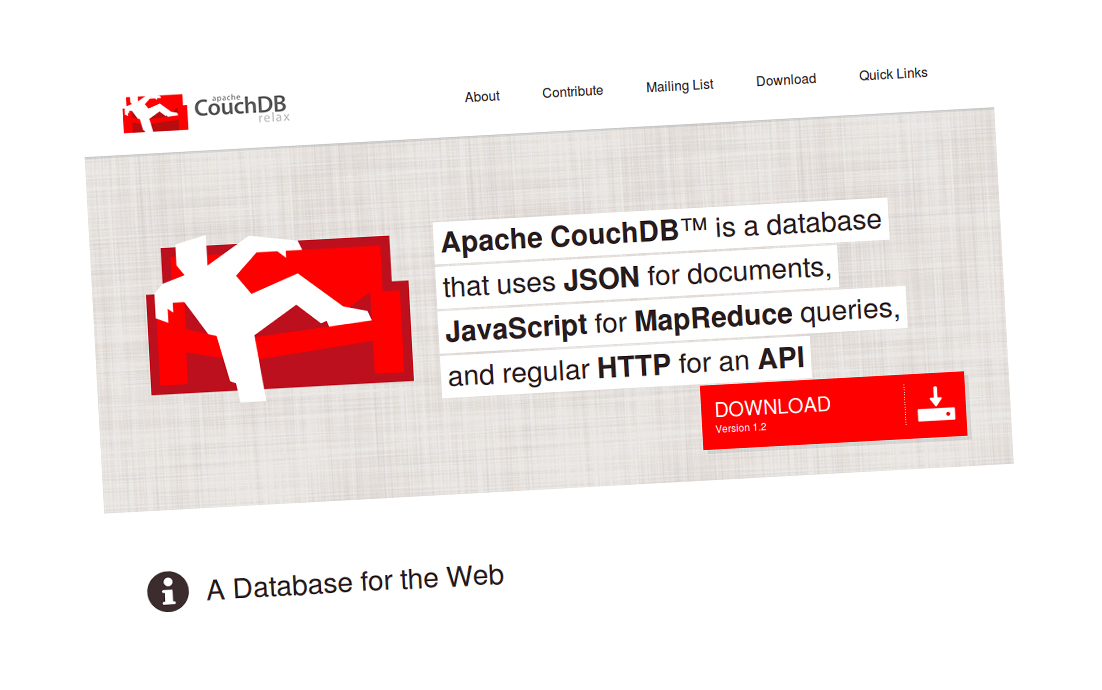 apache
CouchDB
relax
About Contribute Mailing List Download Quick Links
Apache CouchDB™ is a database
that uses JSON for documents,
JavaScript for MapReduce queries,
and regular HTTP for an API
DOWNLOAD
Version 1.2
A Database for the Web